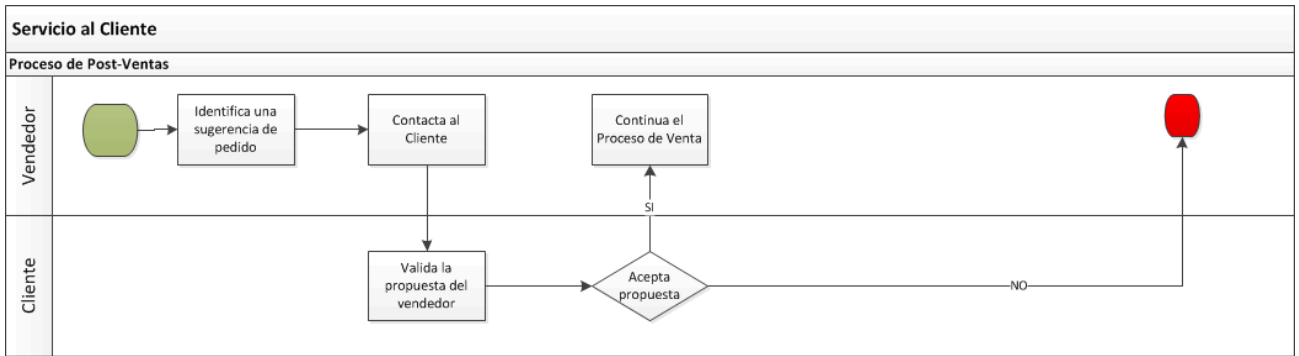 Servicio al Cliente
Proceso de Post-Ventas
Vendedor
Identifica una
sugerencia de
pedido
Contacta al
Cliente
Continua el
Proceso de Venta
SI
Cliente
Valida la
propuesta del
vendedor
Acepta
propuesta
NO